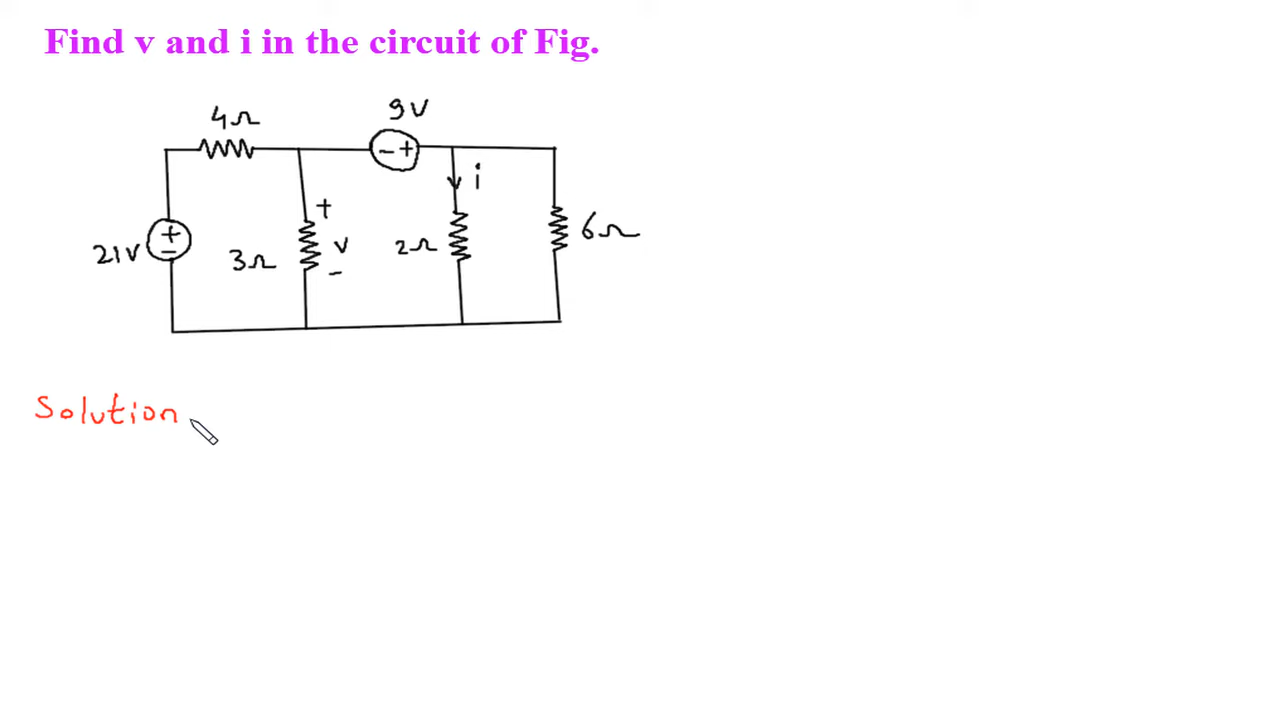 Find v and i in the circuit of Fig.
4Ω
9V
- +
i
+
+
-
21V
3Ω
v
-
2Ω
6Ω
Solution